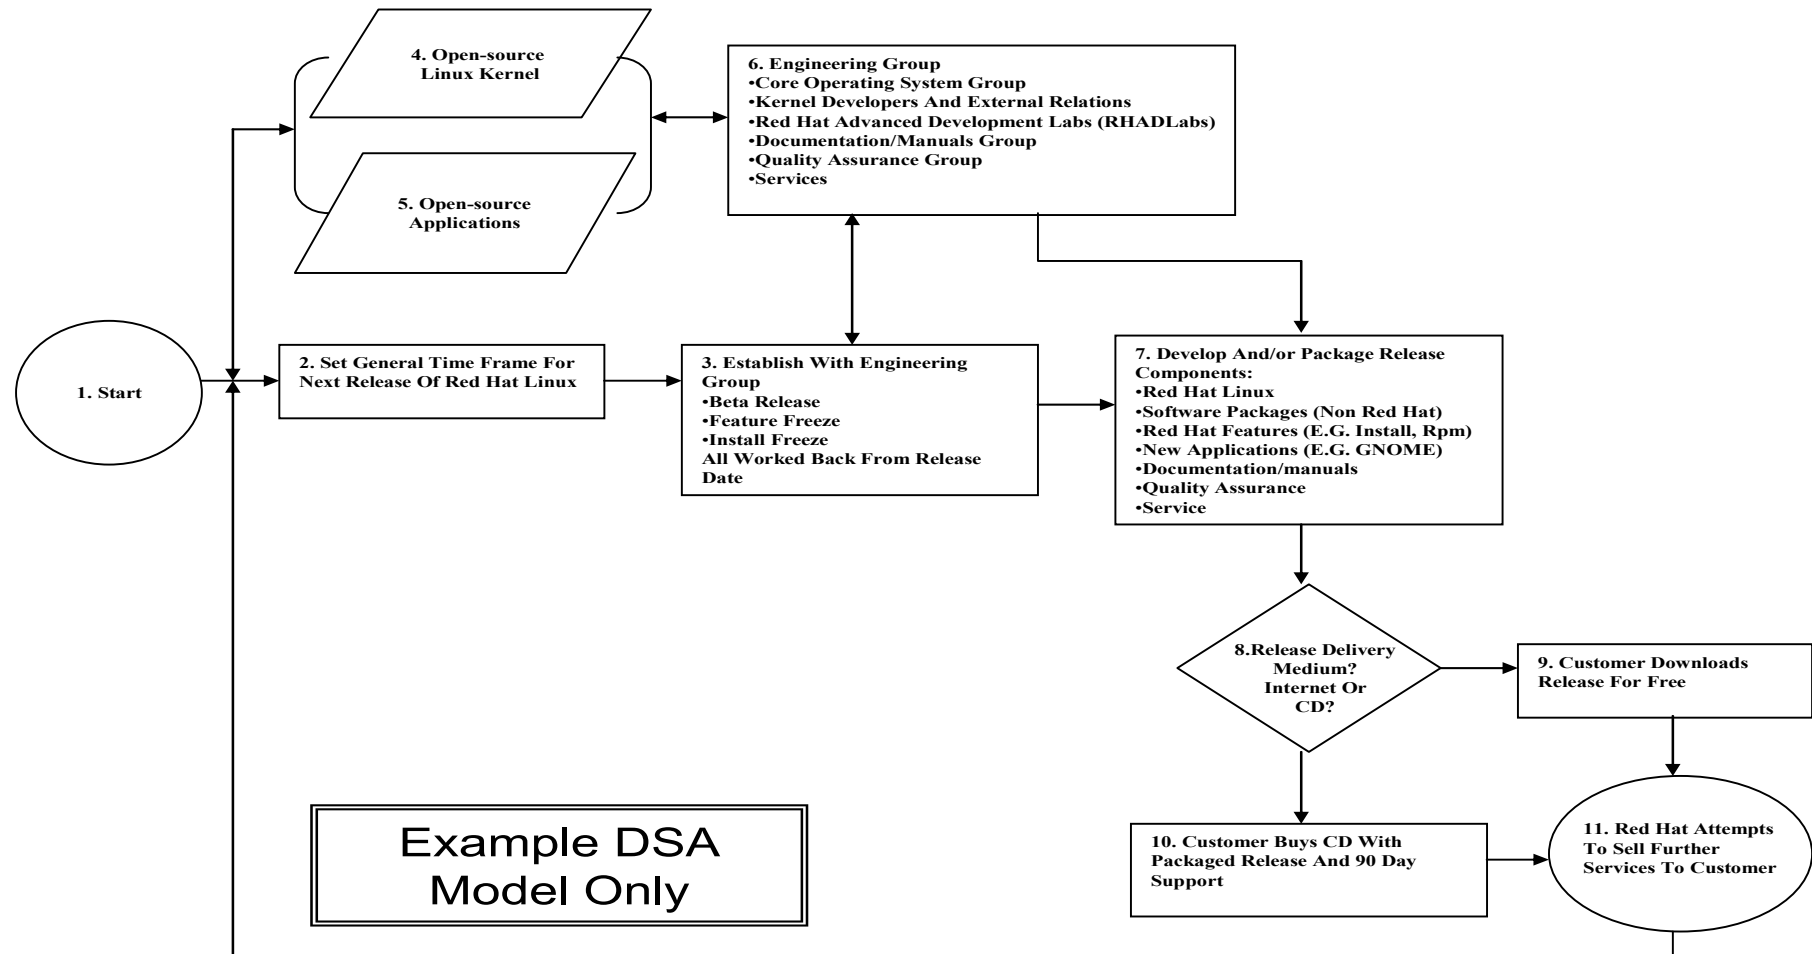 4. Open-source
Linux Kernel
5. Open-source
Applications
6. Engineering Group
•Core Operating System Group
•Kernel Developers And External Relations
•Red Hat Advanced Development Labs (RHADLabs)
•Documentation/Manuals Group
•Quality Assurance Group
•Services
1. Start
2. Set General Time Frame For
Next Release Of Red Hat Linux
3. Establish With Engineering
Group
•Beta Release
•Feature Freeze
•Install Freeze
All Worked Back From Release
Date
7. Develop And/or Package Release
Components:
•Red Hat Linux
•Software Packages (Non Red Hat)
•Red Hat Features (E.G. Install, Rpm)
•New Applications (E.G. GNOME)
•Documentation/manuals
•Quality Assurance
•Service
8.Release Delivery
Medium?
Internet Or
CD?
9. Customer Downloads
Release For Free
10. Customer Buys CD With
Packaged Release And 90 Day
Support
11. Red Hat Attempts
To Sell Further
Services To Customer
Example DSA
Model Only